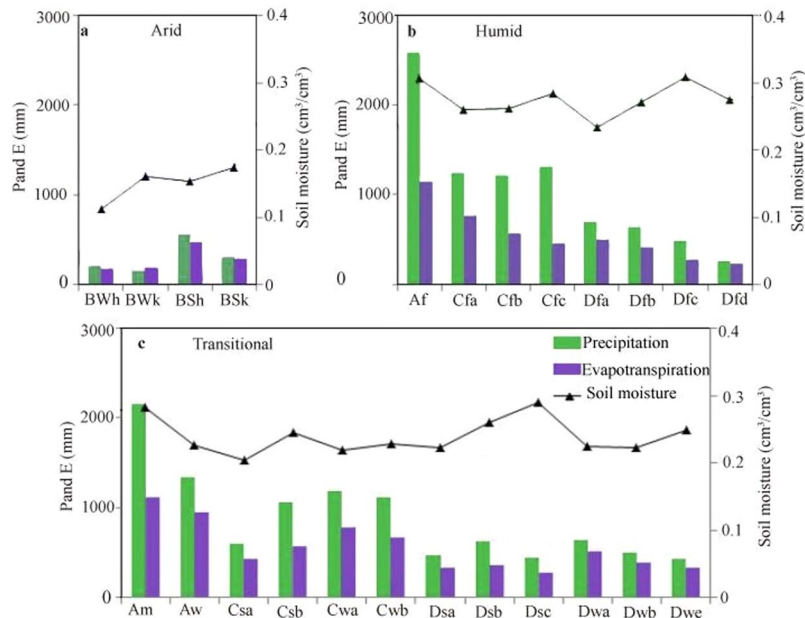 a Arid
3000
2000
1000
0
Pand E (mm)
0.4
0.3
0.2
0.1
0
Soil moisture (cm³/cm³)
BWh BWk BSh BSk
b Humid
3000
2000
1000
0
Pand E (mm)
0.4
0.3
0.2
0.1
0
Soil moisture (cm³/cm³)
Af Cfa Cfb Cfc Dfa Dfb Dfc Dfd
c Transitional
3000
2000
1000
0
Pand E (mm)
Precipitation
Evapotranspiration
Soil moisture
0.4
0.3
0.2
0.1
0
Soil moisture (cm³/cm³)
Am Aw Csa Csb Cwa Cwb Dsa Dsb Dsc Dwa Dwb Dwe